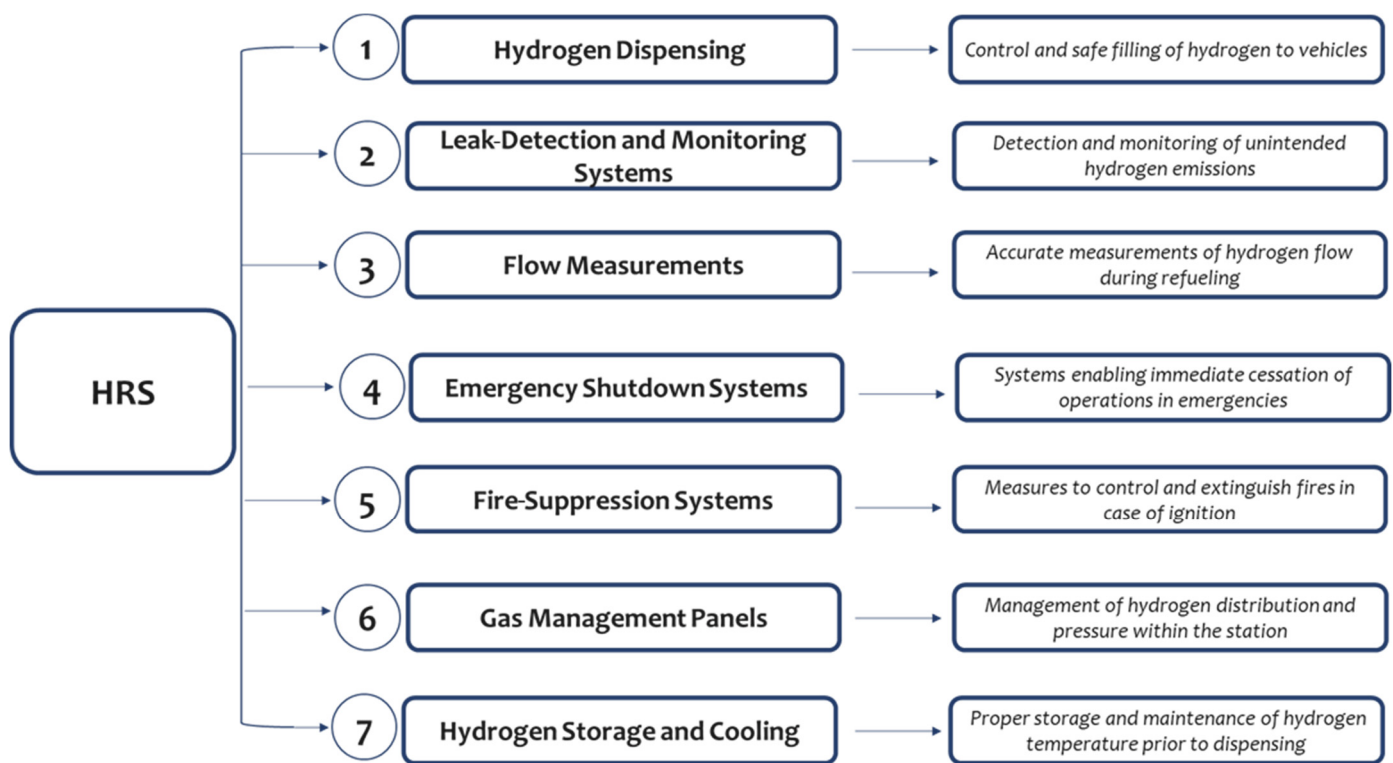 HRS
1
Hydrogen Dispensing
Control and safe filling of hydrogen to vehicles
2
Leak-Detection and Monitoring
Systems
Detection and monitoring of unintended
hydrogen emissions
3
Flow Measurements
Accurate measurements of hydrogen flow
during refueling
4
Emergency Shutdown Systems
Systems enabling immediate cessation of
operations in emergencies
5
Fire-Suppression Systems
Measures to control and extinguish fires in
case of ignition
6
Gas Management Panels
Management of hydrogen distribution and
pressure within the station
7
Hydrogen Storage and Cooling
Proper storage and maintenance of hydrogen
temperature prior to dispensing